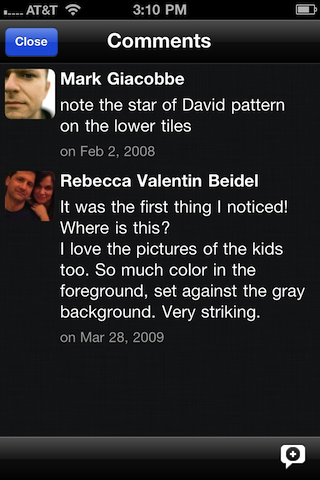 AT&T 3:10 PM
Close Comments
Mark Giacobbe
note the star of David pattern
on the lower tiles
on Feb 2, 2008
Rebecca Valentin Beidel
It was the first thing I noticed!
Where is this?
I love the pictures of the kids
too. So much color in the
foreground, set against the gray
background. Very striking.
on Mar 28, 2009